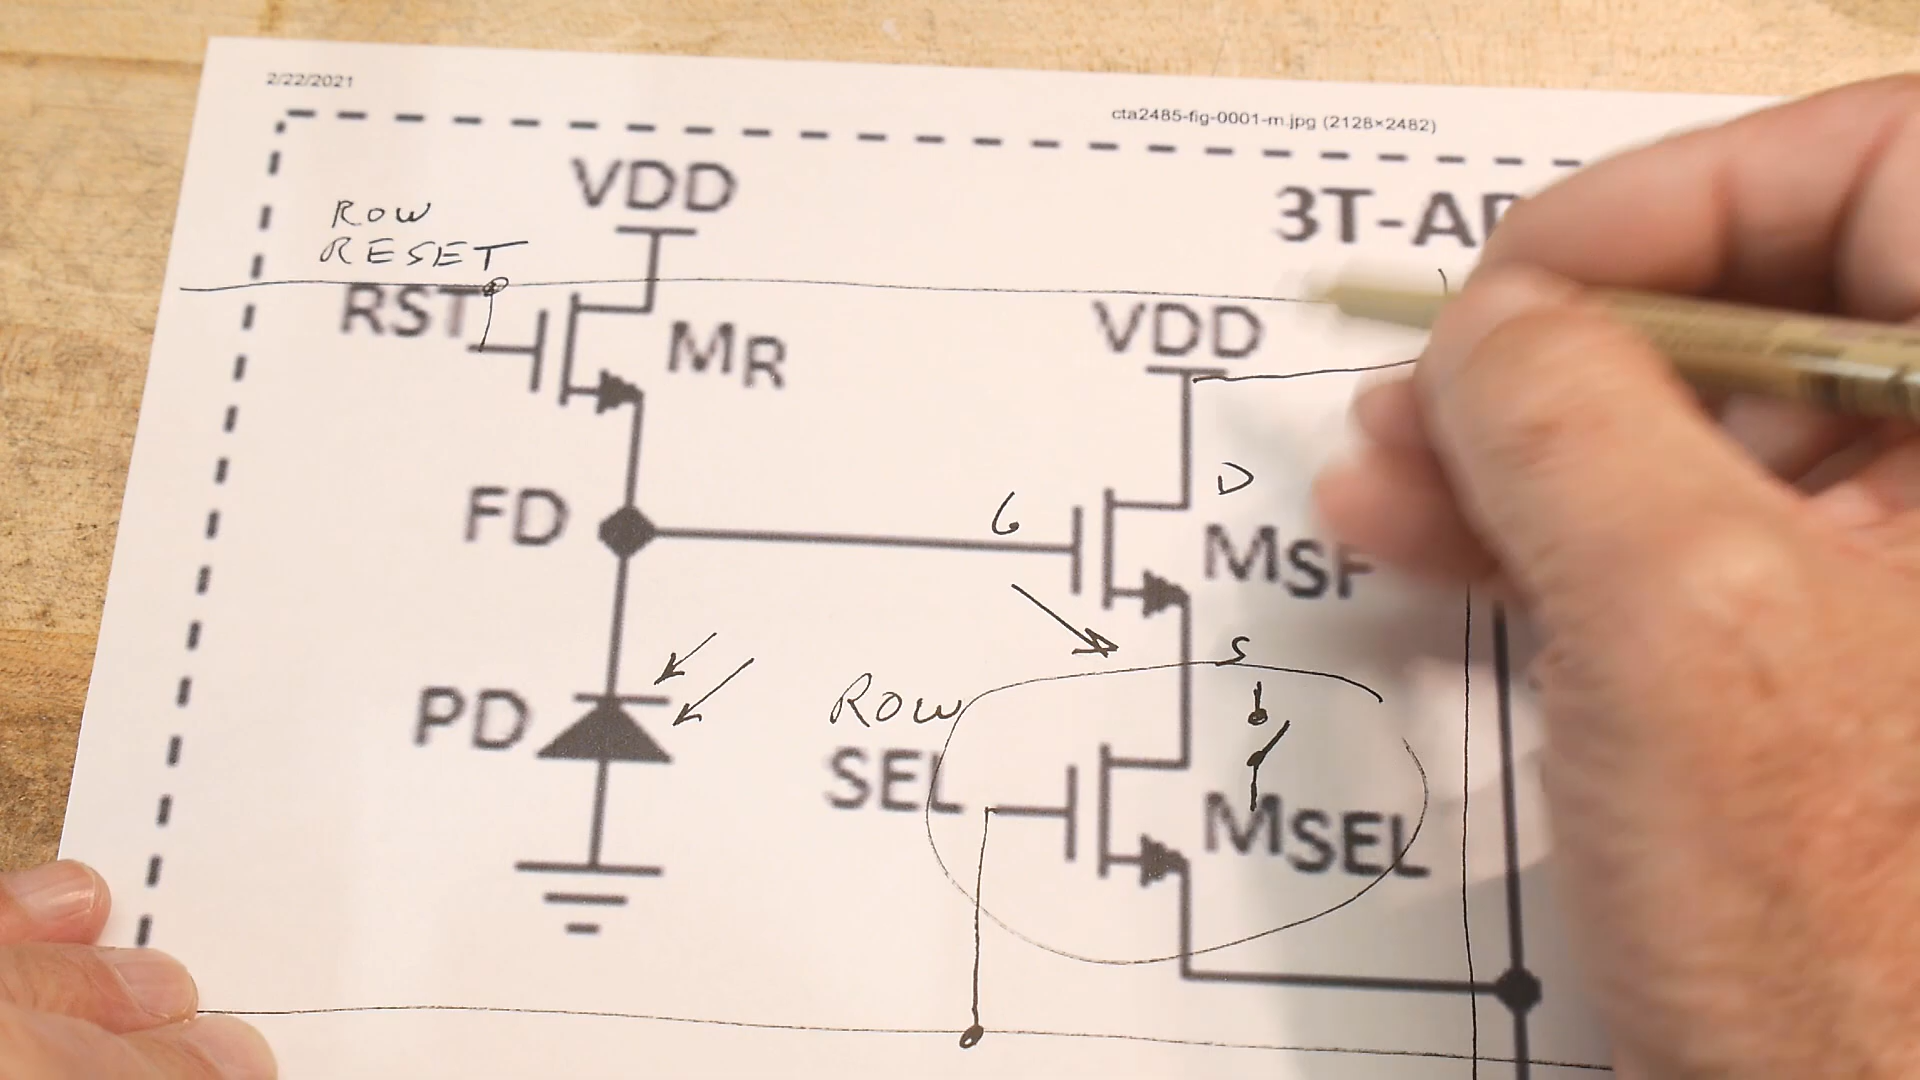 2/22/2021
cta2485-fig-0001-m.jpg (2128×2482)
VDD
3T-AP
ROW
RESET
RST
MR
VDD
FD
G
D
MSF
S
PD
ROW
SEL
MSEL